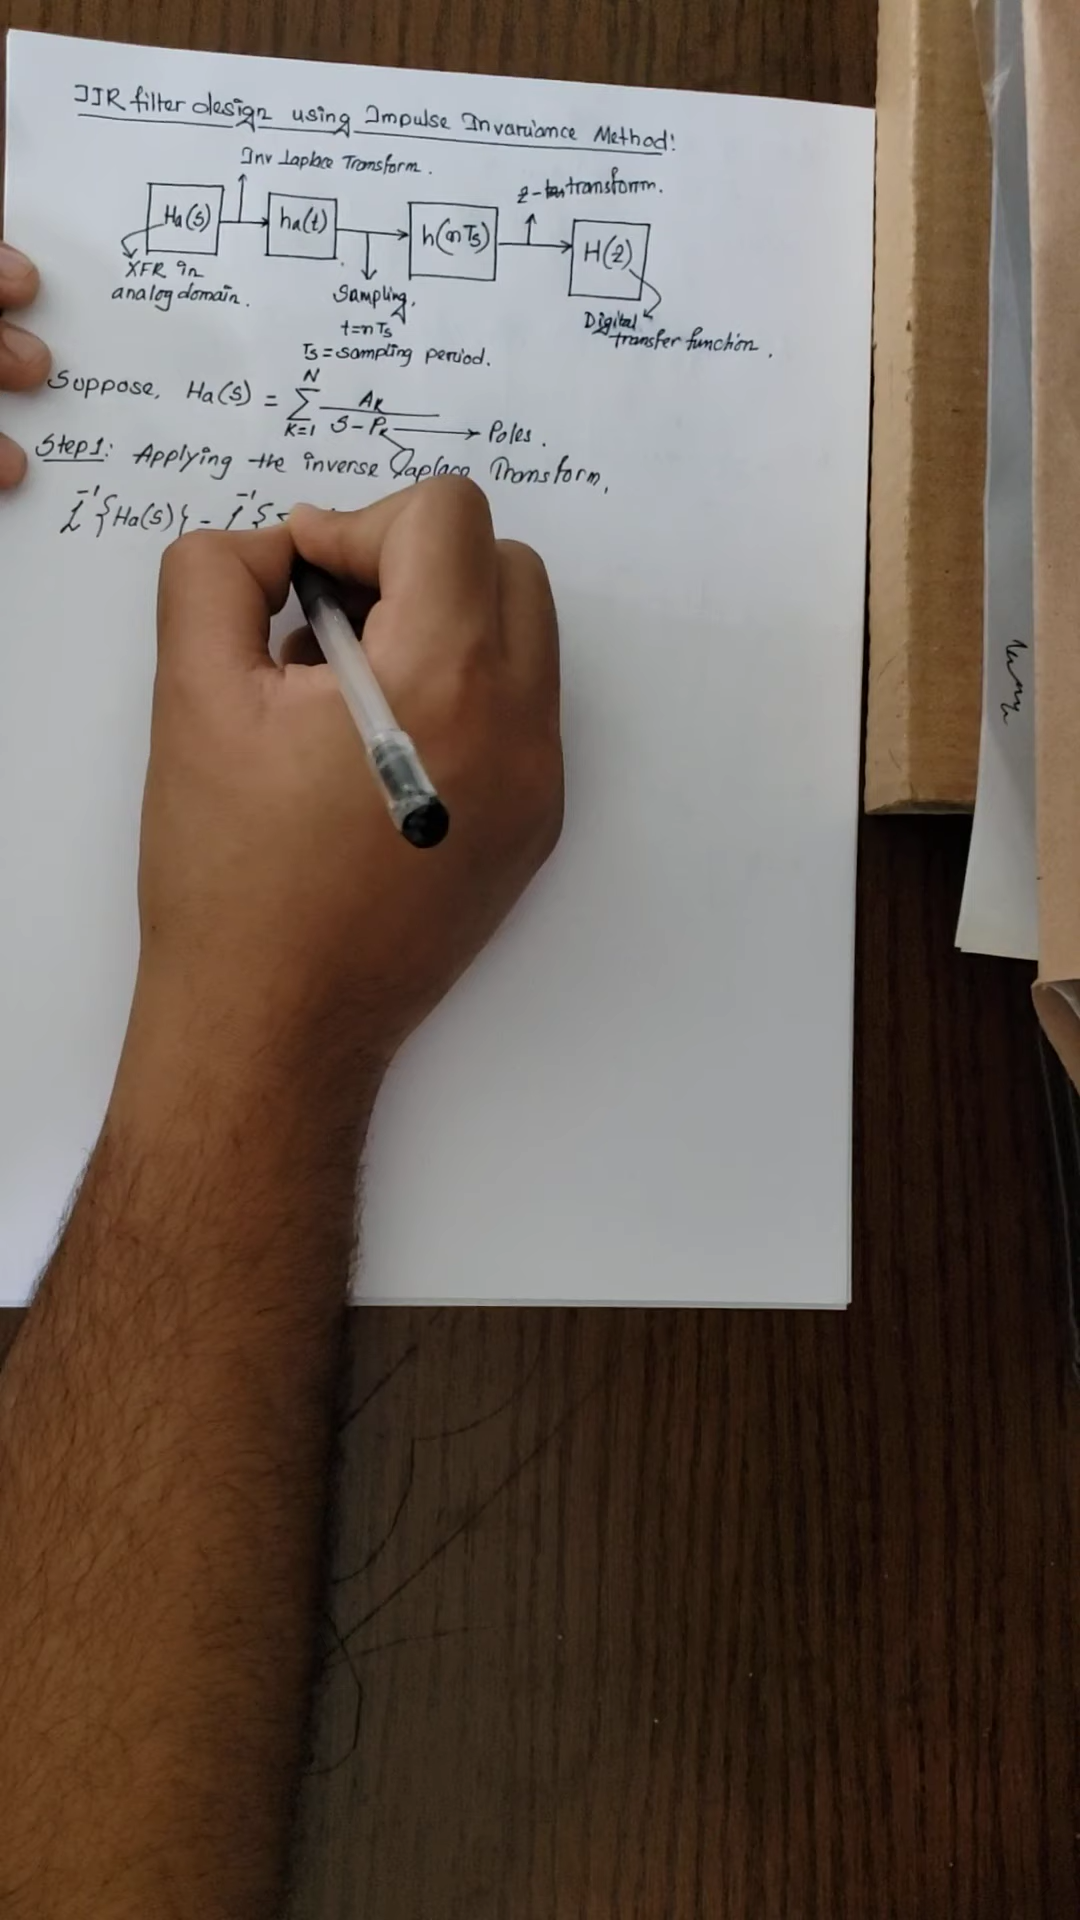 IIR filter design using Impulse Invariance Method:
Inv Laplace Transform.
z-transform.
Ha(s)
ha(t)
h(nTs)
H(z)
XFR in
analog domain.
Sampling,
t=nTs
Ts = sampling period.
Digital
transfer function.
Suppose, Ha(s) = N Σ K=1 AK / S-PK → Poles.
Step1: Applying the inverse Laplace Transform,
L⁻¹{Ha(s)} = L⁻¹{